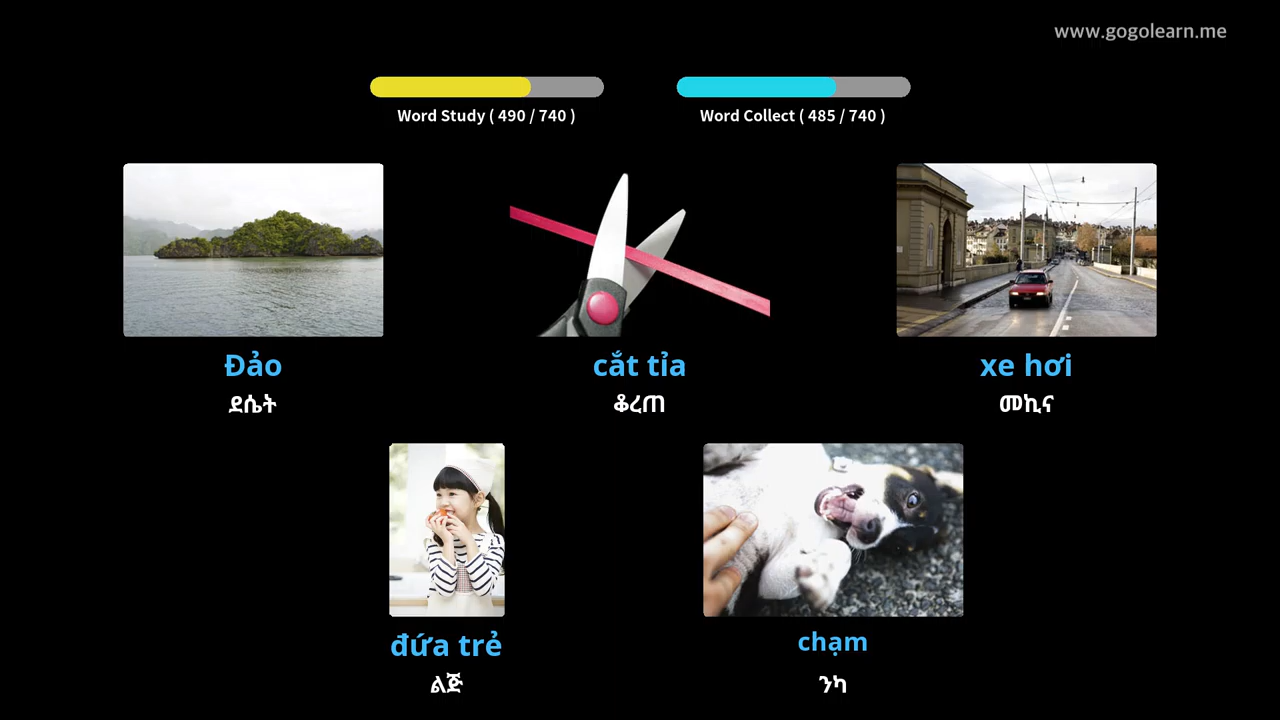 www.gogolearn.me
Word Study ( 490 / 740 )
Word Collect ( 485 / 740 )
Đảo
ደሴት
cắt tỉa
ቆረጠ
xe hơi
መኪና
đứa trẻ
ልጅ
chạm
ንካ